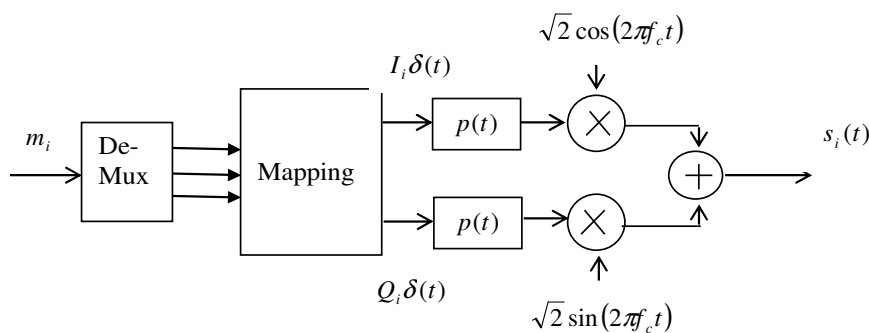 √2 cos(2πf_c t)
I_i δ(t)
m_i
De-
Mux
Mapping
p(t)
×
+
s_i(t)
p(t)
×
Q_i δ(t)
√2 sin(2πf_c t)